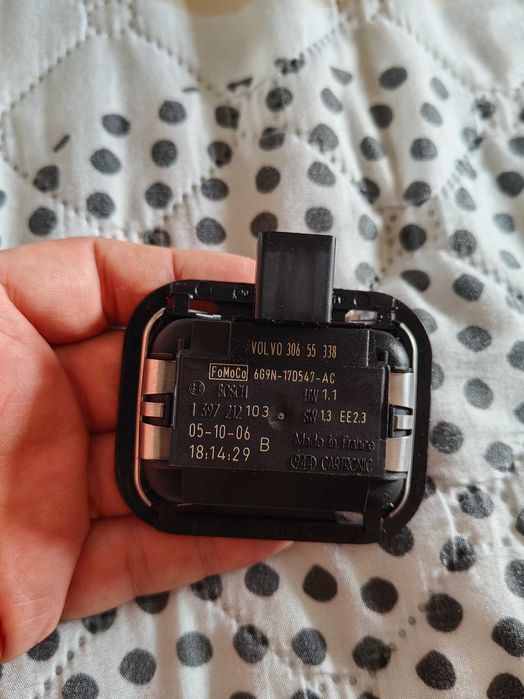 VOLVO 306 55 338
FoMoCo 6G9N-17D547-AC
BOSCH HW 1.1
1 397 212 103 SW 1.3 EE2.3
05-10-06 Made in France
18:14:29 B CARTRONIC